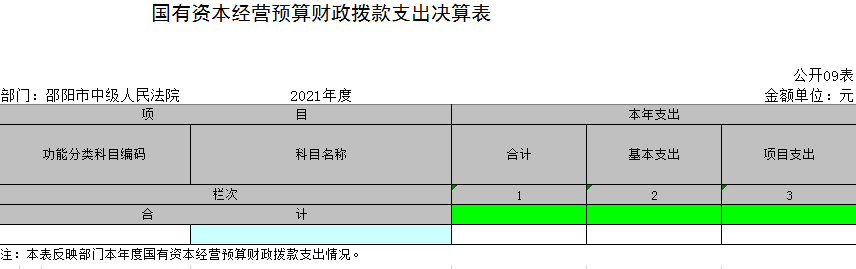 国有资本经营预算财政拨款支出决算表
公开09表
部门：邵阳市中级人民法院 2021年度 金额单位：元
项 目 本年支出
功能分类科目编码 科目名称 合计 基本支出 项目支出
栏次 1 2 3
合 计
注：本表反映部门本年度国有资本经营预算财政拨款支出情况。